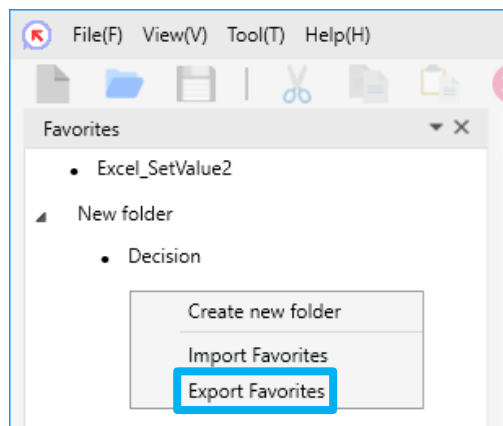 File(F) View(V) Tool(T) Help(H)
Favorites
Excel_SetValue2
New folder
Decision
Create new folder
Import Favorites
Export Favorites